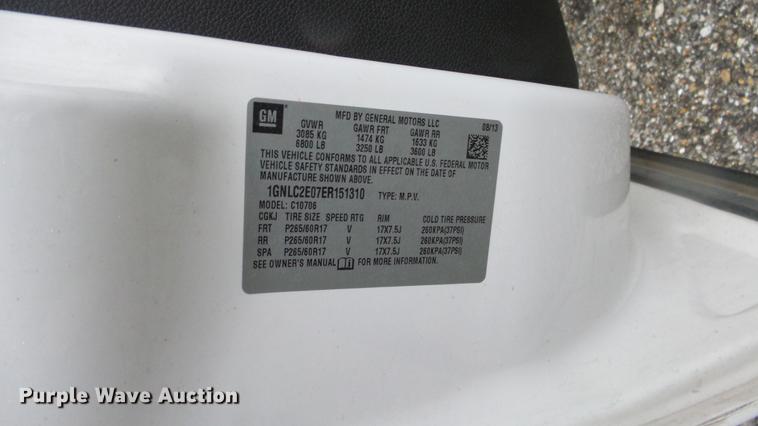 GM
MFD BY GENERAL MOTORS LLC
08/13
GVWR GAWR FRT GAWR RR
3085 KG 1474 KG 1633 KG
6800 LB 3250 LB 3600 LB
THIS VEHICLE CONFORMS TO ALL APPLICABLE U.S. FEDERAL MOTOR
VEHICLE SAFETY STANDARDS IN EFFECT ON THE DATE OF
MANUFACTURE SHOWN ABOVE.
1GNLC2E07ER151310 TYPE: M.P.V.
MODEL: C10706
CGKJ TIRE SIZE SPEED RTG RIM COLD TIRE PRESSURE
FRT P265/60R17 V 17X7.5J 260KPA(37PSI)
RR P265/60R17 V 17X7.5J 260KPA(37PSI)
SPA P265/60R17 V 17X7.5J 260KPA(37PSI)
SEE OWNER'S MANUAL FOR MORE INFORMATION.
Purple Wave Auction